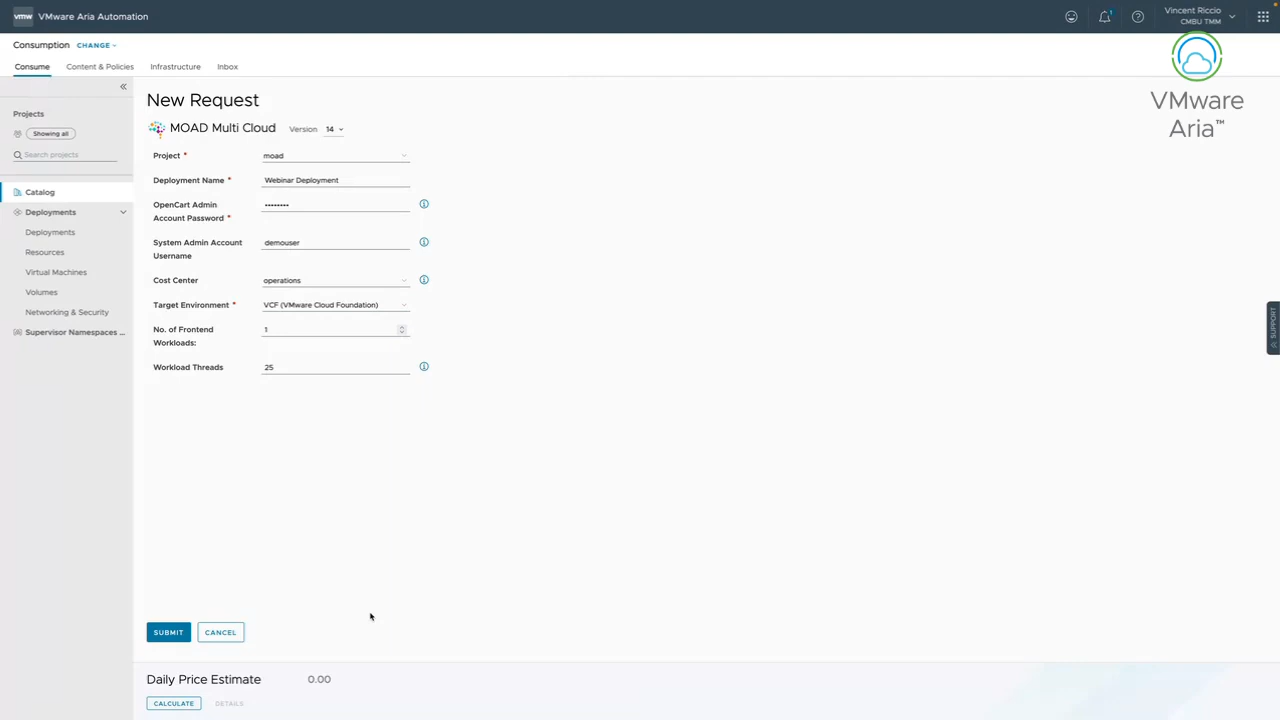 vmw VMware Aria Automation
1
Vincent Riccio
CMBU TMM
Consumption CHANGE
Consume Content & Policies Infrastructure Inbox
VMware
Aria™
Projects
Showing all
Search projects
Catalog
Deployments
Deployments
Resources
Virtual Machines
Volumes
Networking & Security
Supervisor Namespaces ...
New Request
MOAD Multi Cloud Version 14
Project * moad
Deployment Name * Webinar Deployment
OpenCart Admin
Account Password * ••••••••
System Admin Account
Username demouser
Cost Center operations
Target Environment * VCF (VMware Cloud Foundation)
No. of Frontend
Workloads: 1
Workload Threads 25
SUPPORT
SUBMIT CANCEL
Daily Price Estimate 0.00
CALCULATE DETAILS